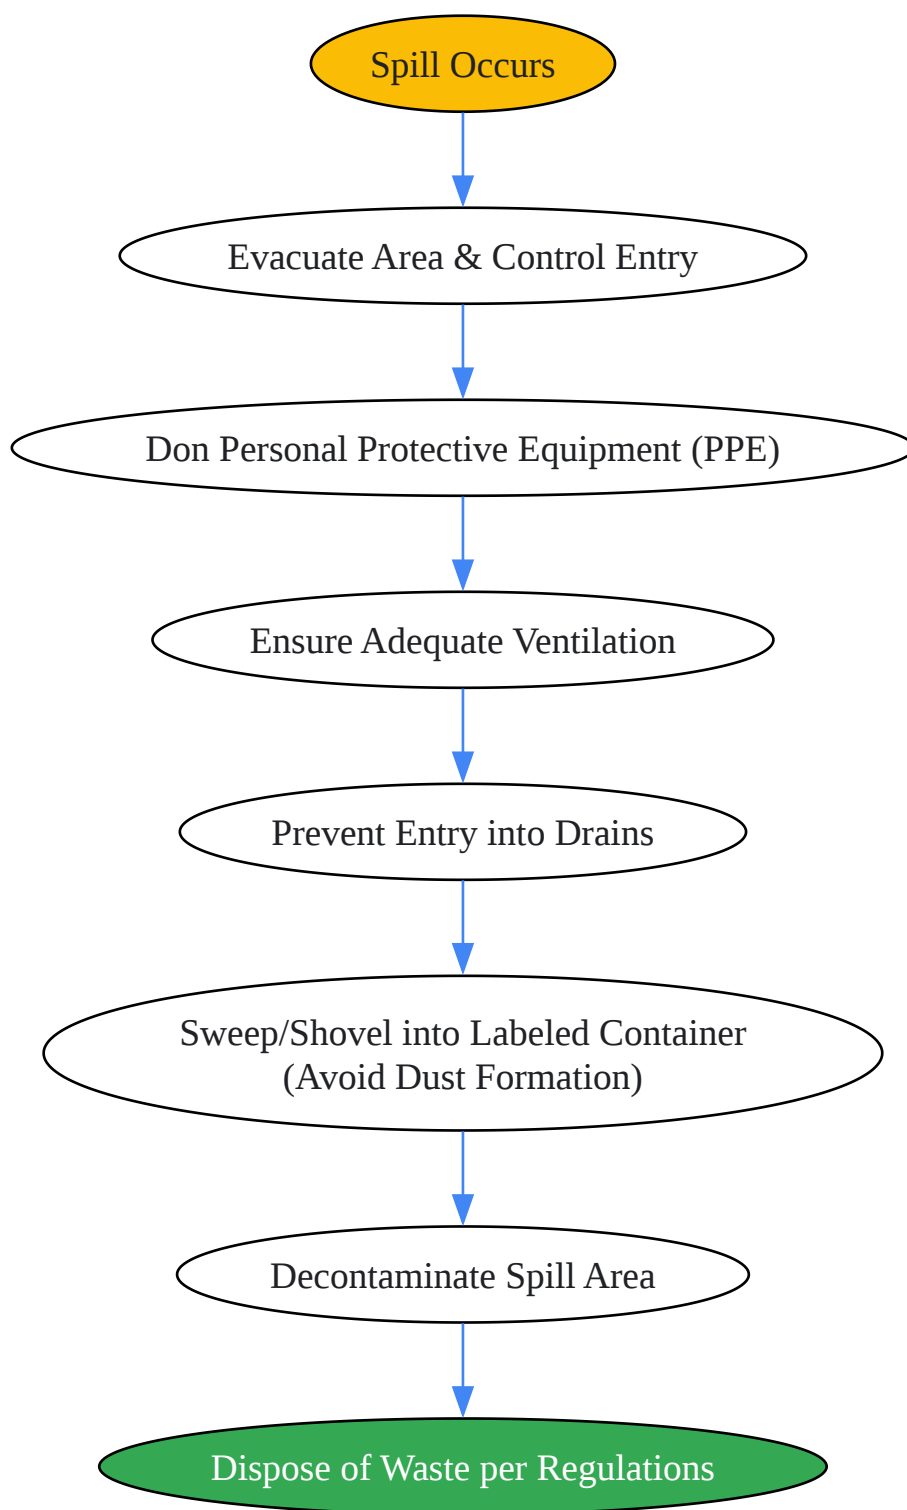 Spill Occurs
Evacuate Area & Control Entry
Don Personal Protective Equipment (PPE)
Ensure Adequate Ventilation
Prevent Entry into Drains
Sweep/Shovel into Labeled Container
(Avoid Dust Formation)
Decontaminate Spill Area
Dispose of Waste per Regulations